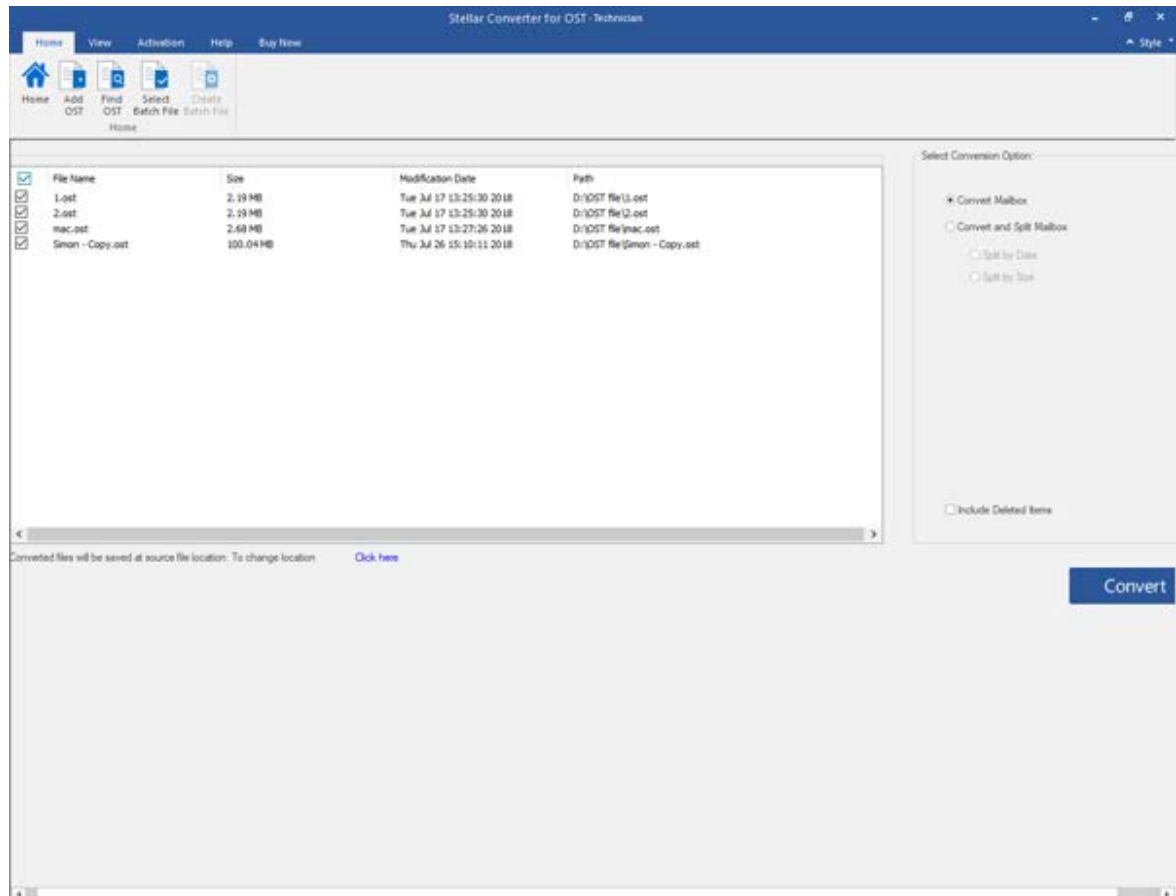 Stellar Converter for OST - Technician
Home View Activation Help Buy Now Style
Home Add OST Find OST Select Batch File Create Batch File
Home
Select Conversion Option:
File Name Size Modification Date Path
1.ost 2.19 MB Tue Jul 17 13:25:30 2018 D:\OST file\1.ost
2.ost 2.19 MB Tue Jul 17 13:25:30 2018 D:\OST file\2.ost
mac.ost 2.68 MB Tue Jul 17 13:27:26 2018 D:\OST file\mac.ost
Simon - Copy.ost 100.04 MB Thu Jul 26 15:10:11 2018 D:\OST file\Simon - Copy.ost
Convert Mailbox
Convert and Split Mailbox
Split by Date
Split by Size
Include Deleted Items
Converted files will be saved at source file location. To change location Click here
Convert